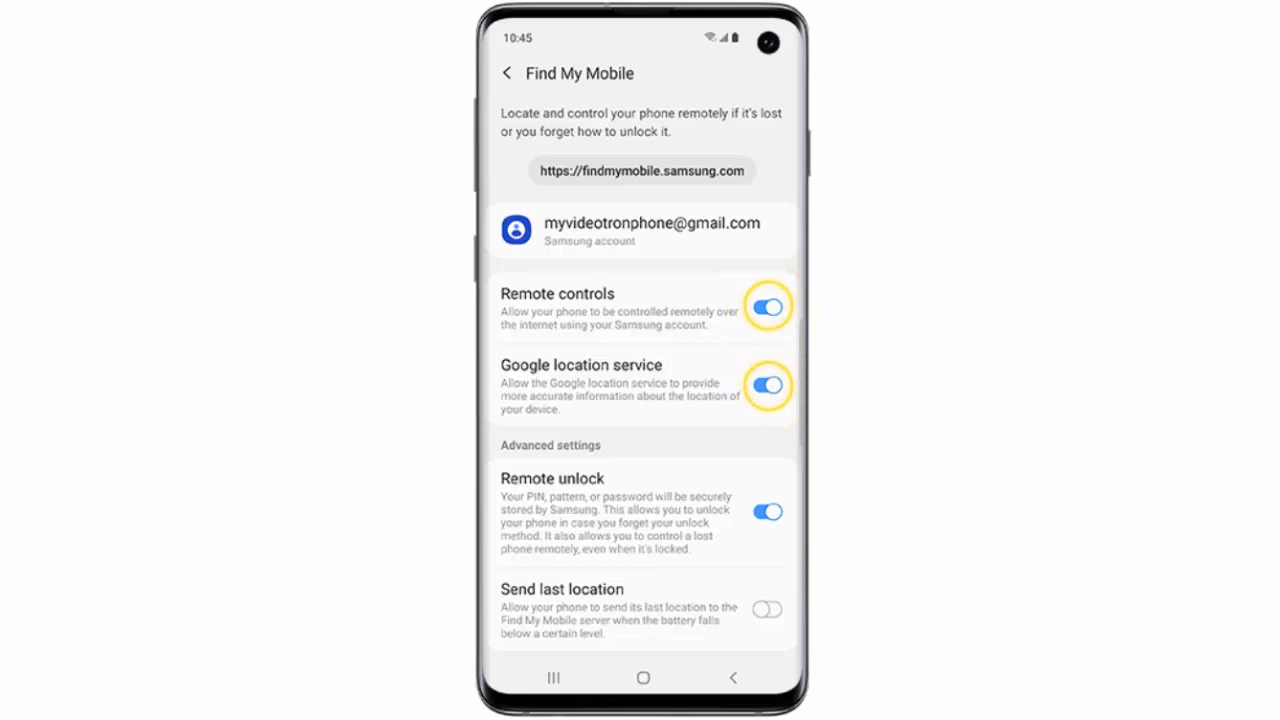 10:45
Find My Mobile
Locate and control your phone remotely if it's lost
or you forget how to unlock it.
https://findmymobile.samsung.com
myvideotronphone@gmail.com
Samsung account
Remote controls
Allow your phone to be controlled remotely over
the internet using your Samsung account.
Google location service
Allow the Google location service to provide
more accurate information about the location of
your device.
Advanced settings
Remote unlock
Your PIN, pattern, or password will be securely
stored by Samsung. This allows you to unlock
your phone in case you forget your unlock
method. It also allows you to control a lost
phone remotely, even when it's locked.
Send last location
Allow your phone to send its last location to the
Find My Mobile server when the battery falls
below a certain level.